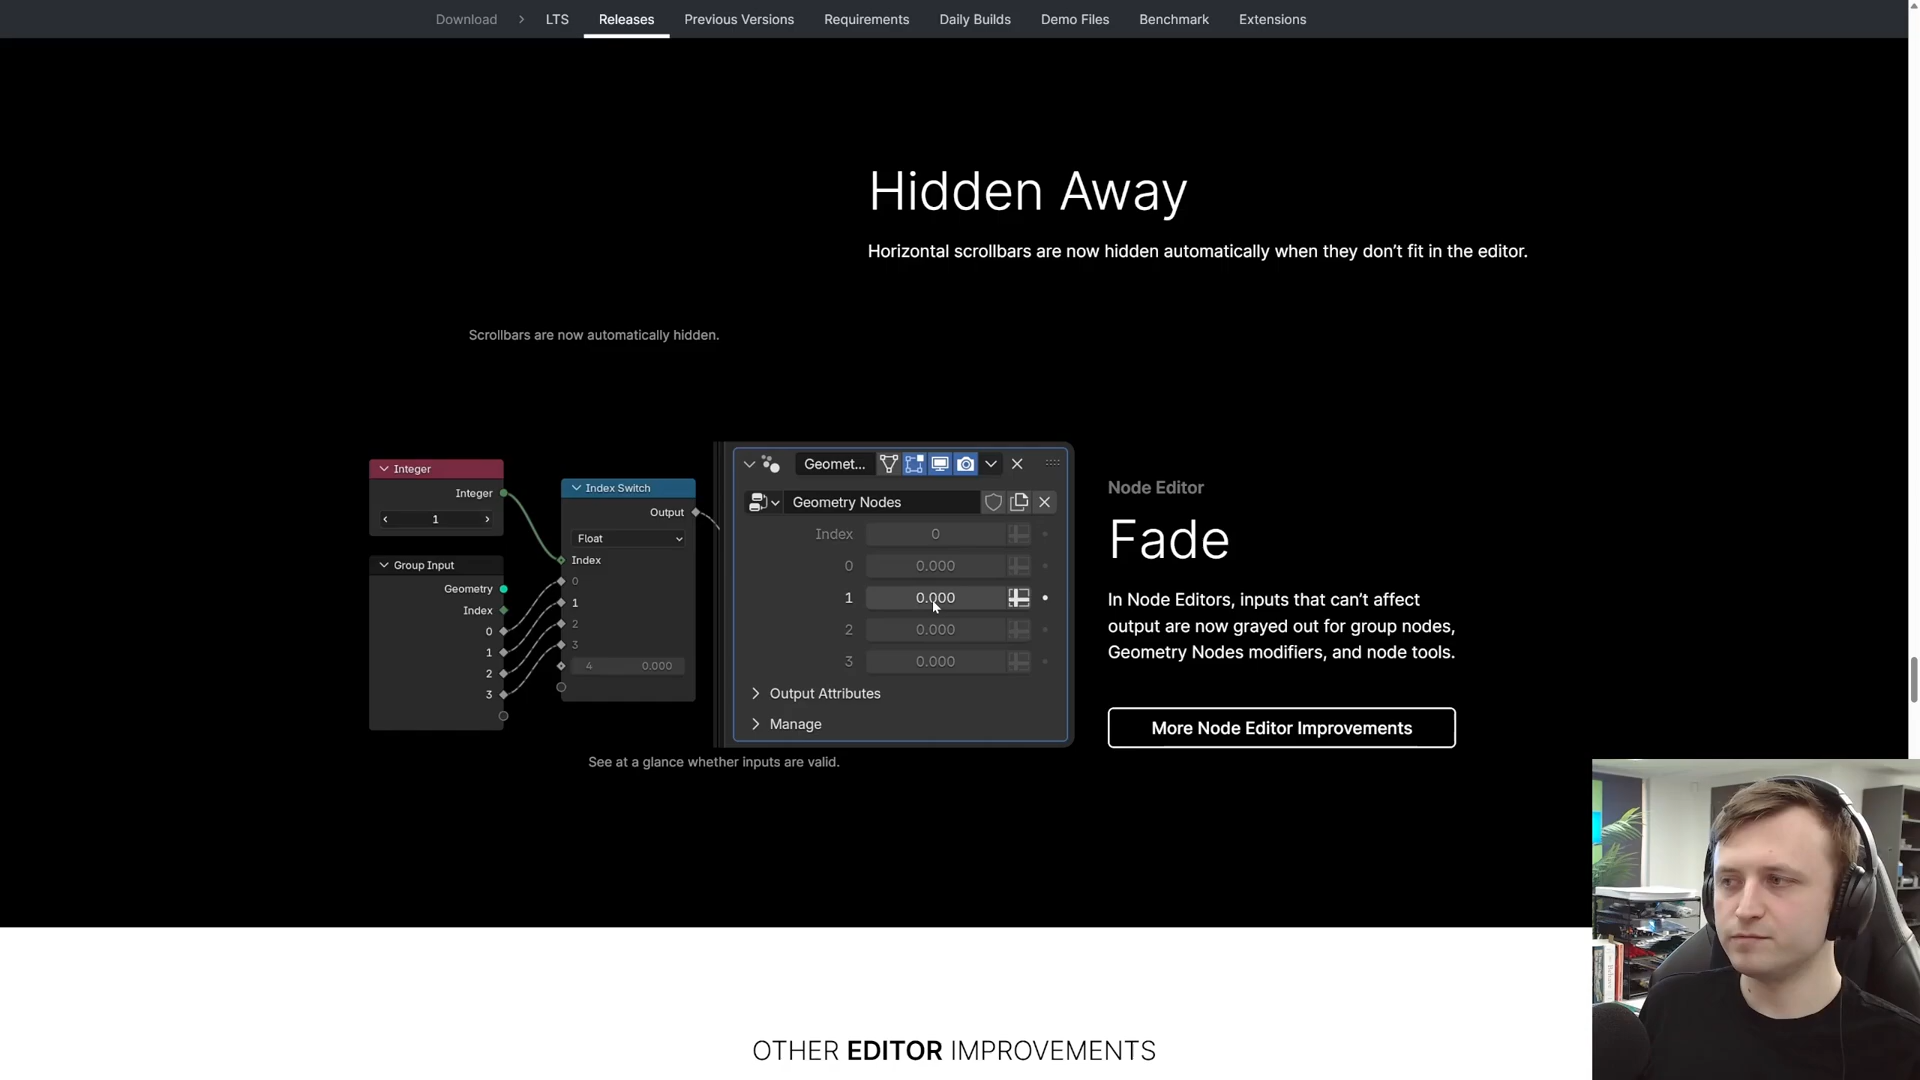 Download > LTS Releases Previous Versions Requirements Daily Builds Demo Files Benchmark Extensions
Hidden Away
Horizontal scrollbars are now hidden automatically when they don’t fit in the editor.
Scrollbars are now automatically hidden.
Integer
Integer
1
Group Input
Geometry
Index
0
1
2
3
Index Switch
Output
Float
Index
0
1
2
3
4 0.000
Geomet...
Geometry Nodes
Index 0
0 0.000
1 0.000
2 0.000
3 0.000
Output Attributes
Manage
See at a glance whether inputs are valid.
Node Editor
Fade
In Node Editors, inputs that can’t affect
output are now grayed out for group nodes,
Geometry Nodes modifiers, and node tools.
More Node Editor Improvements
OTHER EDITOR IMPROVEMENTS